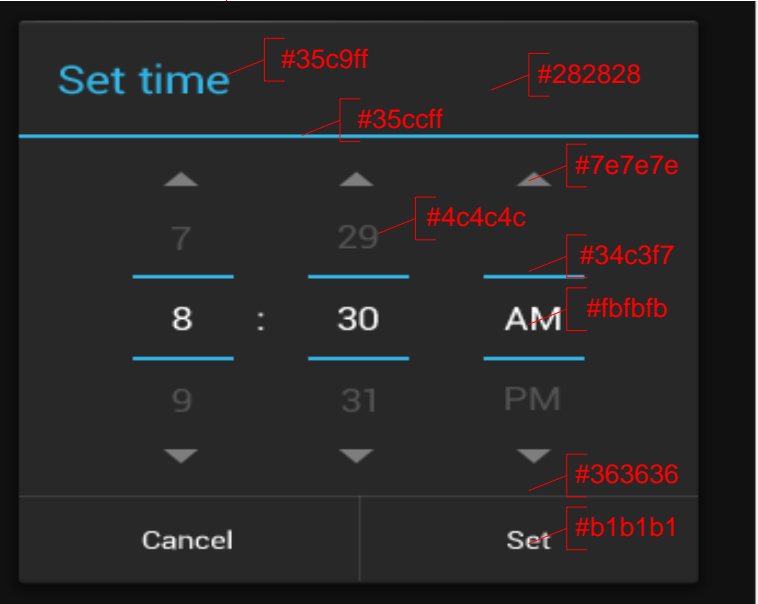 Set time
#35c9ff
#282828
#35ccff
#7e7e7e
7
29
#4c4c4c
#34c3f7
8 : 30 AM
#fbfbfb
9 31 PM
#363636
Cancel
Set
#b1b1b1